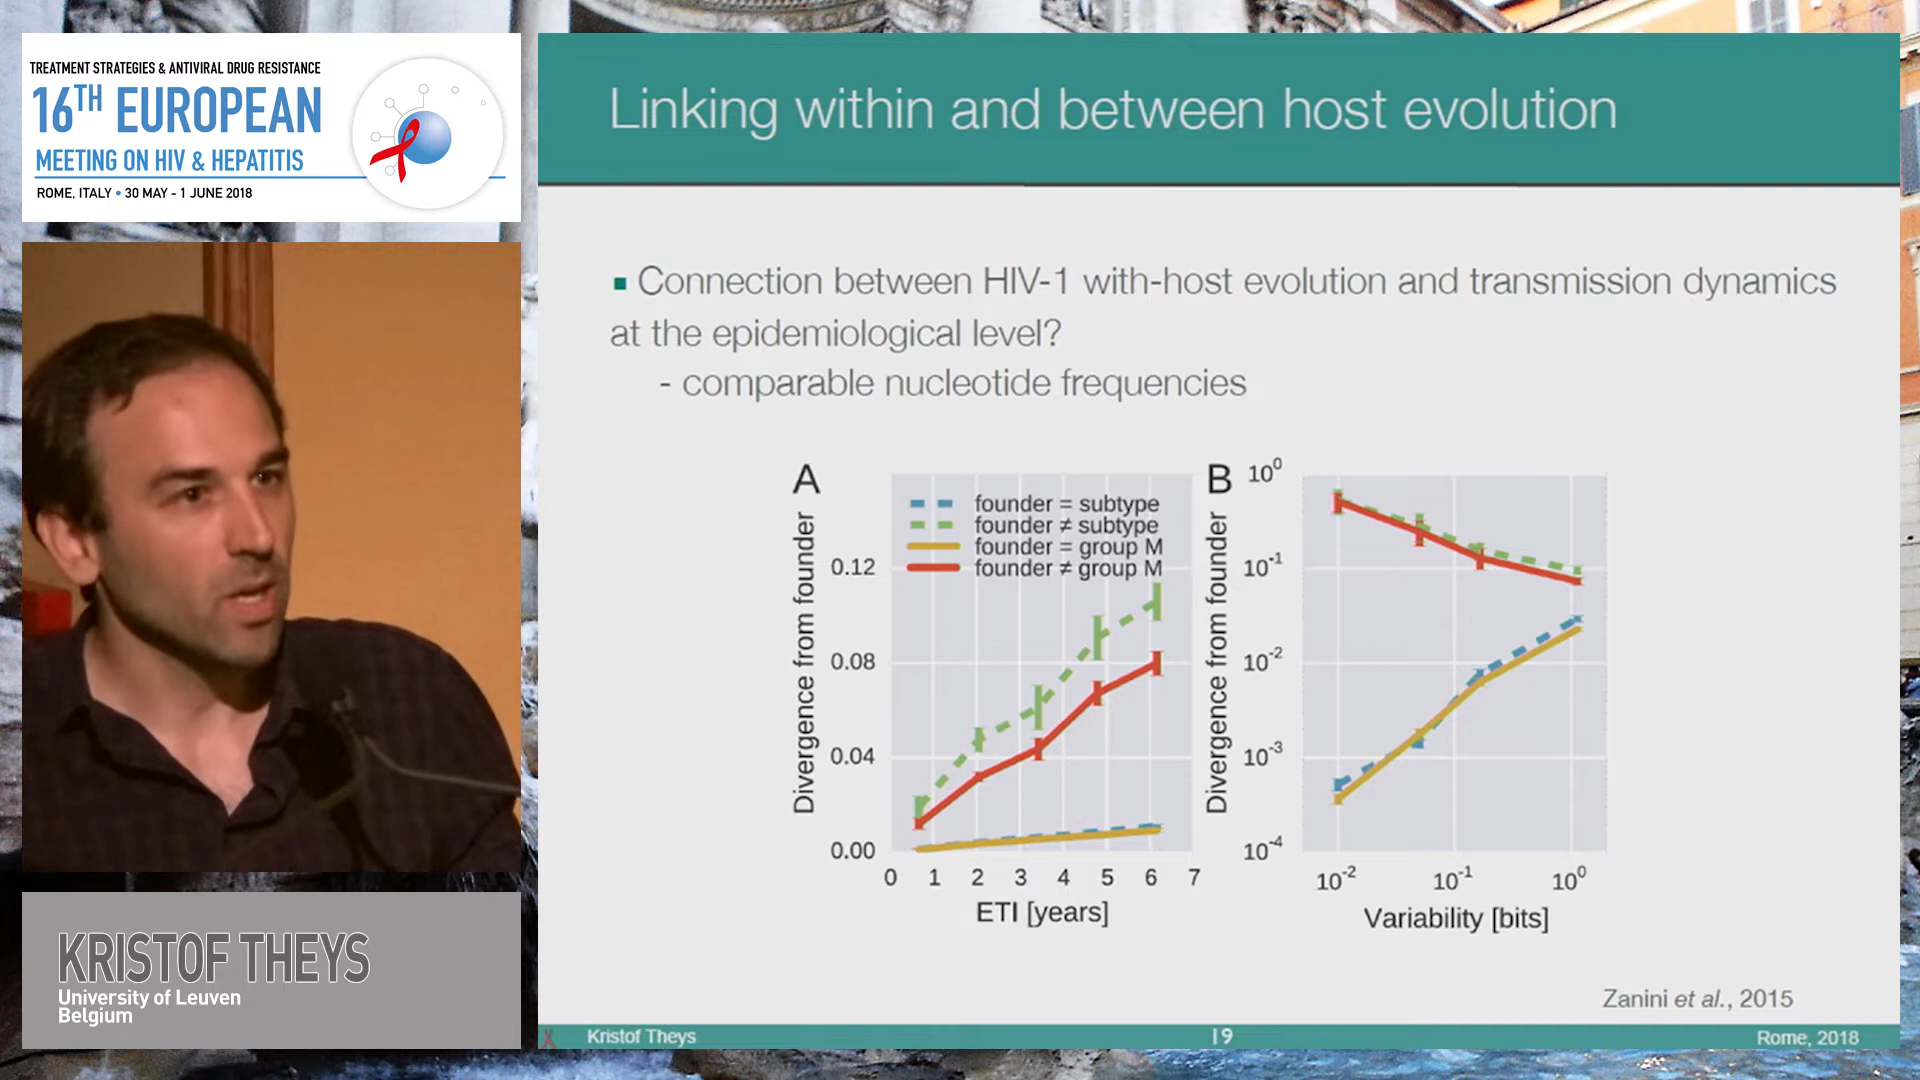 TREATMENT STRATEGIES & ANTIVIRAL DRUG RESISTANCE
16TH EUROPEAN
MEETING ON HIV & HEPATITIS
ROME, ITALY • 30 MAY - 1 JUNE 2018
Linking within and between host evolution
▪ Connection between HIV-1 with-host evolution and transmission dynamics
at the epidemiological level?
- comparable nucleotide frequencies
A
founder = subtype
founder ≠ subtype
founder = group M
founder ≠ group M
Divergence from founder
0.12
0.08
0.04
0.00
0 1 2 3 4 5 6 7
ETI [years]
B
Divergence from founder
10^0
10^-1
10^-2
10^-3
10^-4
10^-2 10^-1 10^0
Variability [bits]
Zanini et al., 2015
Kristof Theys
19
Rome, 2018
KRISTOF THEYS
University of Leuven
Belgium